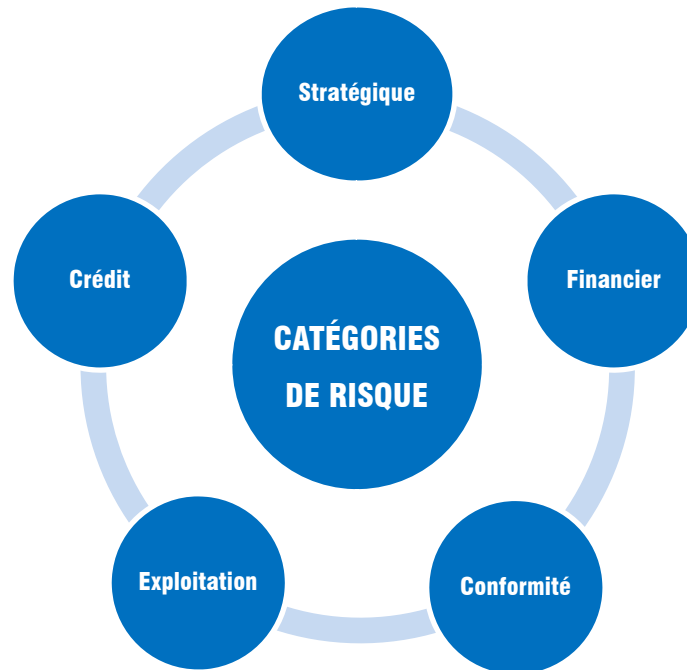 Stratégique
Crédit
Financier
CATÉGORIES
DE RISQUE
Exploitation
Conformité